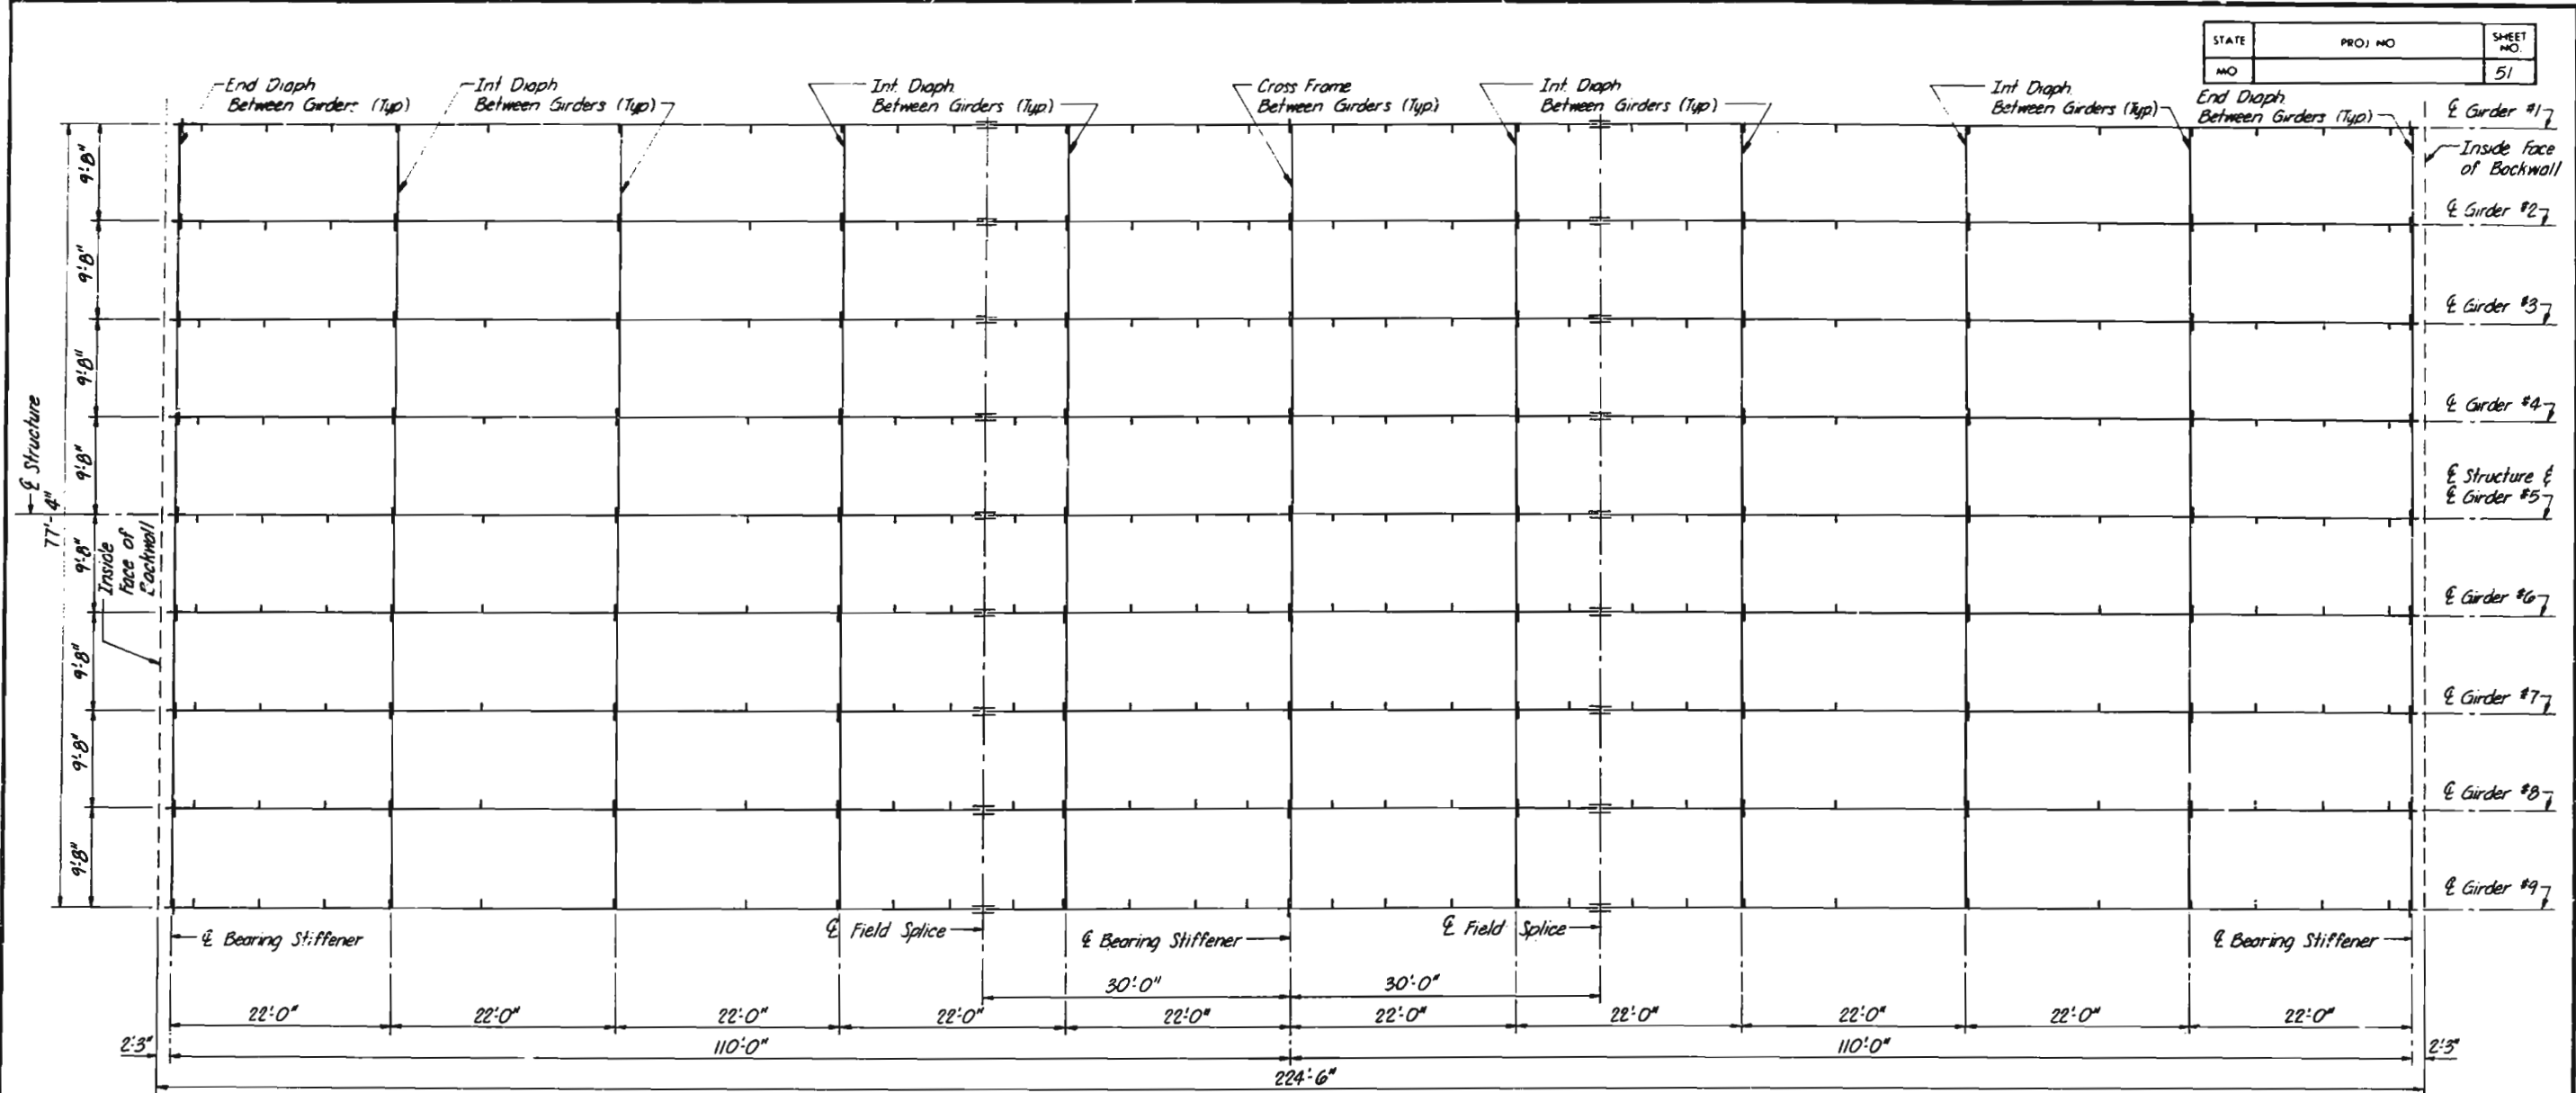 STATE PROJ NO SHEET NO.
MO 51
End Diaph
Between Girders (Typ)
Int Diaph
Between Girders (Typ)
Int. Diaph.
Between Girders (Typ)
Cross Frame
Between Girders (Typ)
Int. Diaph
Between Girders (Typ)
Int Diaph.
Between Girders (Typ)
End Diaph.
Between Girders (Typ)
℄ Girder #1
Inside Face
of Backwall
℄ Girder #2
℄ Girder #3
℄ Girder #4
℄ Structure &
℄ Girder #5
℄ Girder #6
℄ Girder #7
℄ Girder #8
℄ Girder #9
9'-8"
9'-8"
9'-8"
9'-8"
9'-8"
9'-8"
9'-8"
9'-8"
℄ Structure
77'-4"
Inside
Face of
Backwall
℄ Bearing Stiffener
℄ Field Splice
℄ Bearing Stiffener
℄ Field Splice
℄ Bearing Stiffener
30'-0" 30'-0"
22'-0" 22'-0" 22'-0" 22'-0" 22'-0" 22'-0" 22'-0" 22'-0" 22'-0" 22'-0"
2'-3" 110'-0" 110'-0" 2'-3"
224'-6"